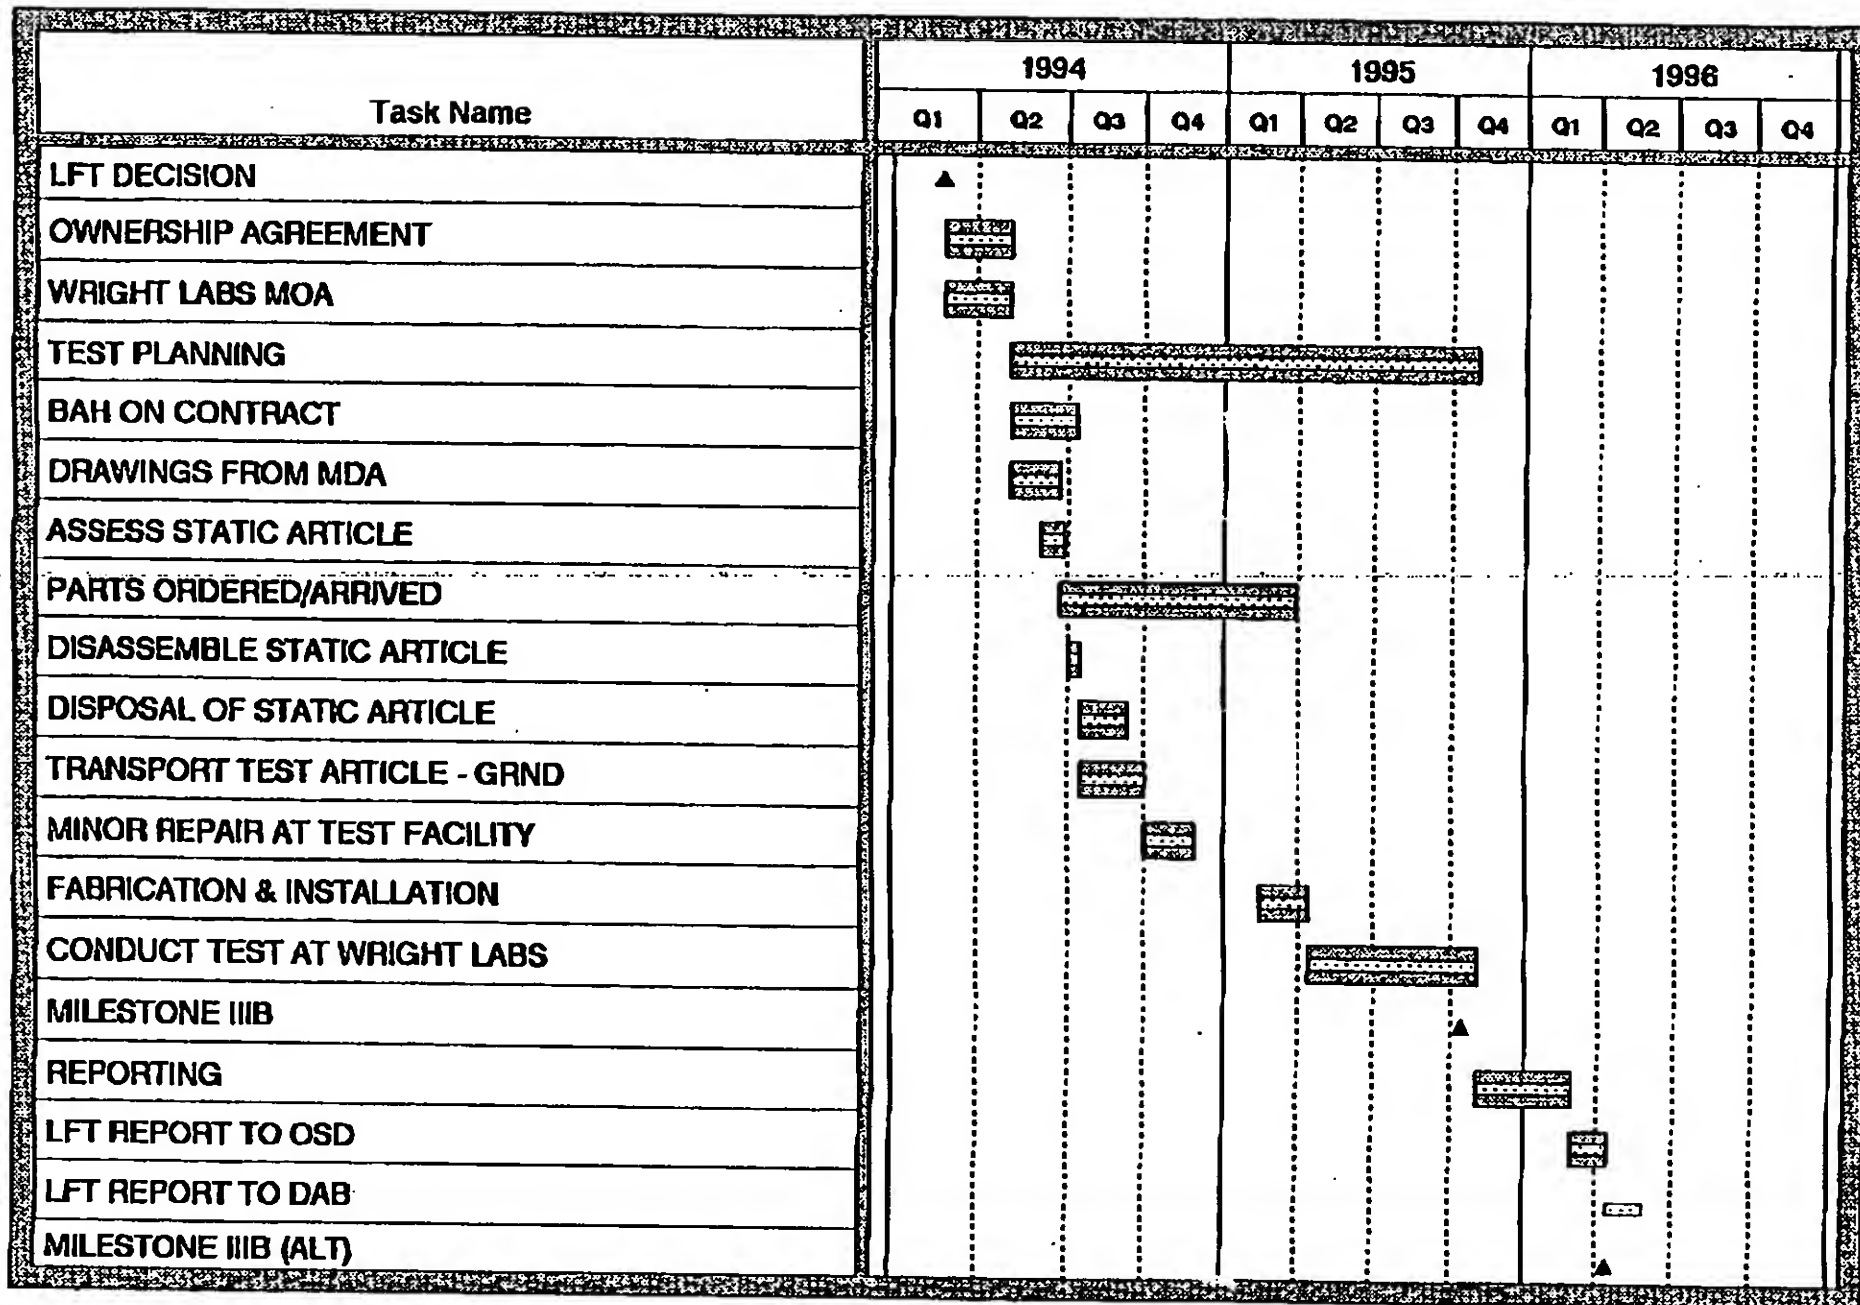 1994 1995 1996
Task Name Q1 Q2 Q3 Q4 Q1 Q2 Q3 Q4 Q1 Q2 Q3 Q4
LFT DECISION
OWNERSHIP AGREEMENT
WRIGHT LABS MOA
TEST PLANNING
BAH ON CONTRACT
DRAWINGS FROM MDA
ASSESS STATIC ARTICLE
PARTS ORDERED/ARRIVED
DISASSEMBLE STATIC ARTICLE
DISPOSAL OF STATIC ARTICLE
TRANSPORT TEST ARTICLE - GRND
MINOR REPAIR AT TEST FACILITY
FABRICATION & INSTALLATION
CONDUCT TEST AT WRIGHT LABS
MILESTONE IIIB
REPORTING
LFT REPORT TO OSD
LFT REPORT TO DAB
MILESTONE IIIB (ALT)